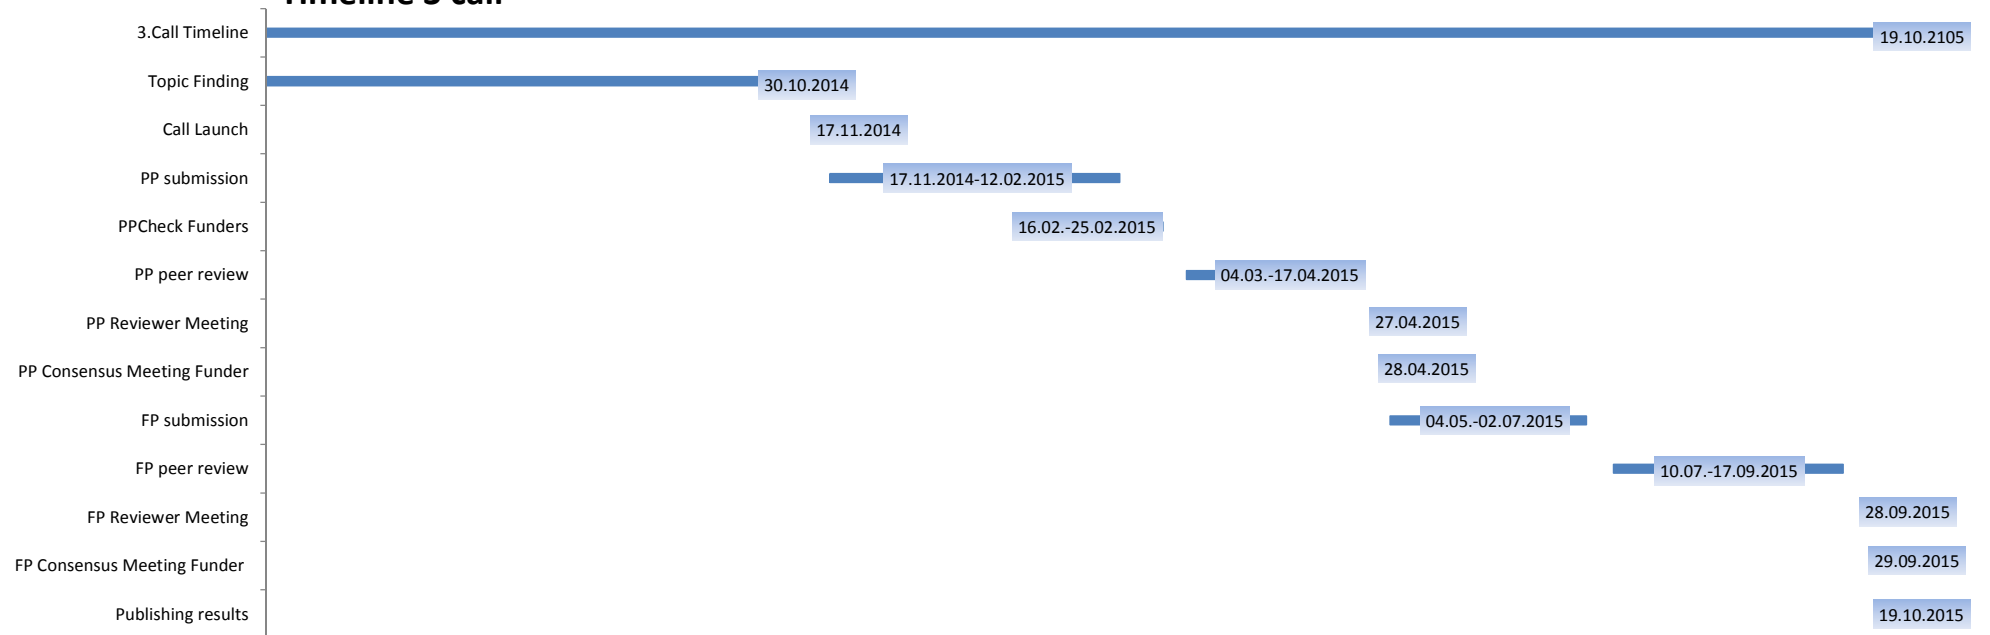 Timeline 3 call
3.Call Timeline 19.10.2105
Topic Finding 30.10.2014
Call Launch 17.11.2014
PP submission 17.11.2014-12.02.2015
PPCheck Funders 16.02.-25.02.2015
PP peer review 04.03.-17.04.2015
PP Reviewer Meeting 27.04.2015
PP Consensus Meeting Funder 28.04.2015
FP submission 04.05.-02.07.2015
FP peer review 10.07.-17.09.2015
FP Reviewer Meeting 28.09.2015
FP Consensus Meeting Funder 29.09.2015
Publishing results 19.10.2015